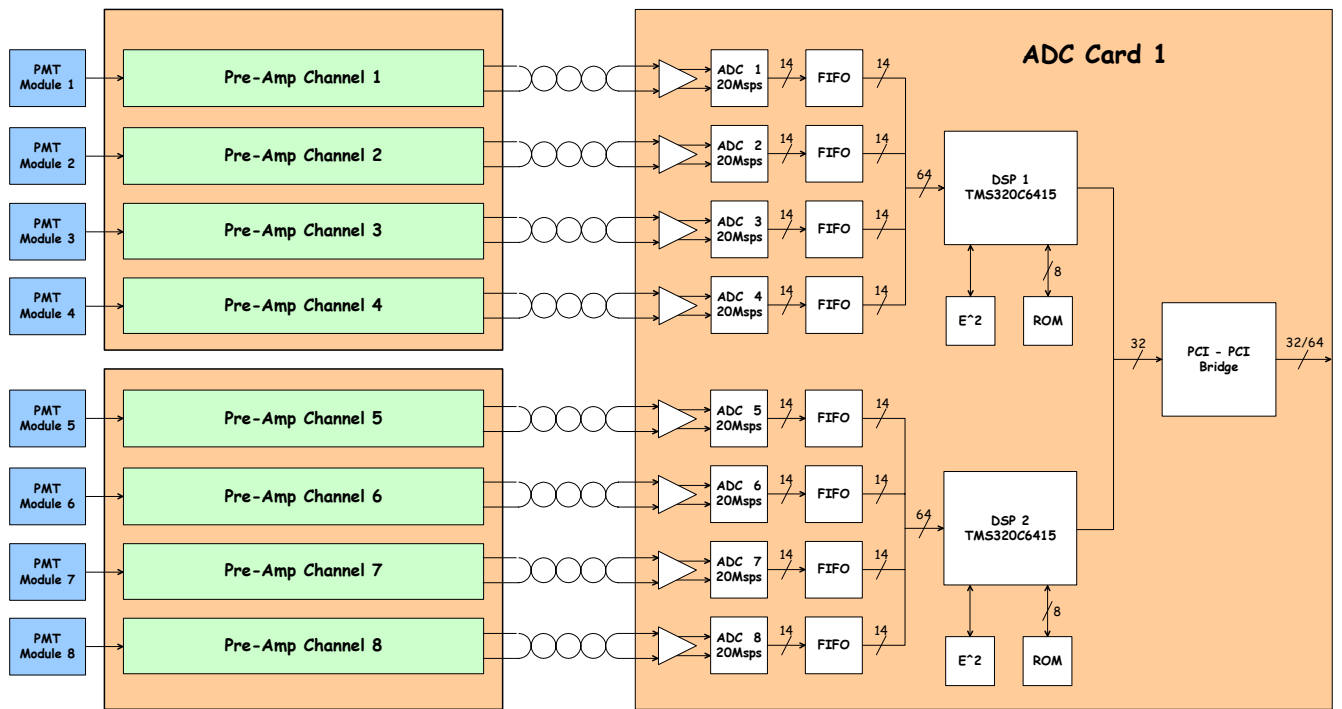 ADC Card 1
PMT
Module 1
Pre-Amp Channel 1
ADC 1
20Msps
14
FIFO
14
PMT
Module 2
Pre-Amp Channel 2
ADC 2
20Msps
14
FIFO
14
PMT
Module 3
Pre-Amp Channel 3
ADC 3
20Msps
14
FIFO
14
PMT
Module 4
Pre-Amp Channel 4
ADC 4
20Msps
14
FIFO
14
64
DSP 1
TMS320C6415
8
E^2
ROM
32
PCI - PCI
Bridge
32/64
PMT
Module 5
Pre-Amp Channel 5
ADC 5
20Msps
14
FIFO
14
PMT
Module 6
Pre-Amp Channel 6
ADC 6
20Msps
14
FIFO
14
PMT
Module 7
Pre-Amp Channel 7
ADC 7
20Msps
14
FIFO
14
PMT
Module 8
Pre-Amp Channel 8
ADC 8
20Msps
14
FIFO
14
64
DSP 2
TMS320C6415
8
E^2
ROM